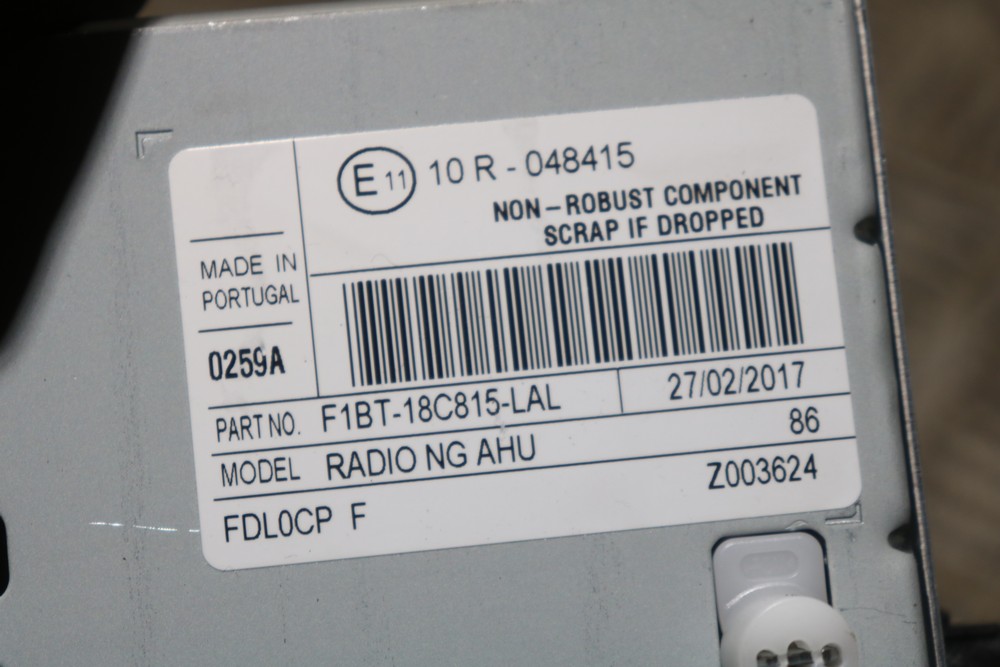 E 11 10 R - 048415
NON-ROBUST COMPONENT
SCRAP IF DROPPED
MADE IN
PORTUGAL
0259A
PART NO. F1BT-18C815-LAL 27/02/2017
MODEL RADIO NG AHU 86
FDL0CP F Z003624